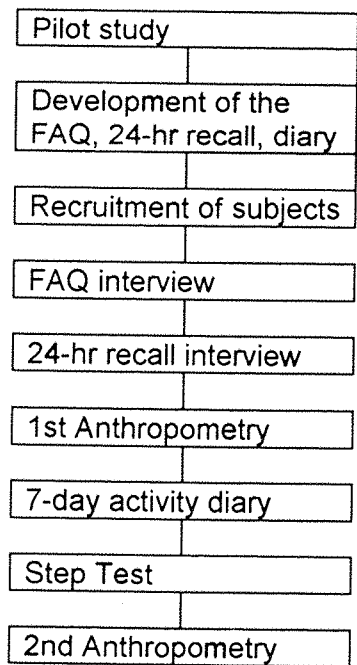 Pilot study
Development of the
FAQ, 24-hr recall, diary
Recruitment of subjects
FAQ interview
24-hr recall interview
1st Anthropometry
7-day activity diary
Step Test
2nd Anthropometry